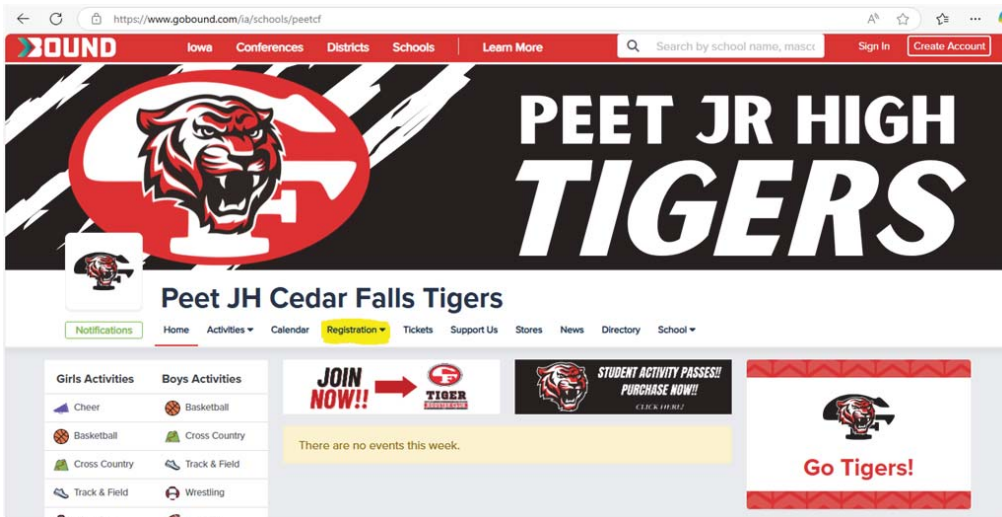 https://www.gobound.com/ia/schools/peetcf
BOUND Iowa Conferences Districts Schools Learn More Search by school name, masco Sign In Create Account
PEET JR HIGH
TIGERS
Peet JH Cedar Falls Tigers
Notifications Home Activities Calendar Registration Tickets Support Us Stores News Directory School
Girls Activities Boys Activities
Cheer Basketball
Basketball Cross Country
Cross Country Track & Field
Track & Field Wrestling
JOIN
NOW!!
TIGER
STUDENT ACTIVITY PASSES!!
PURCHASE NOW!!
CLICK HERE!
There are no events this week.
Go Tigers!